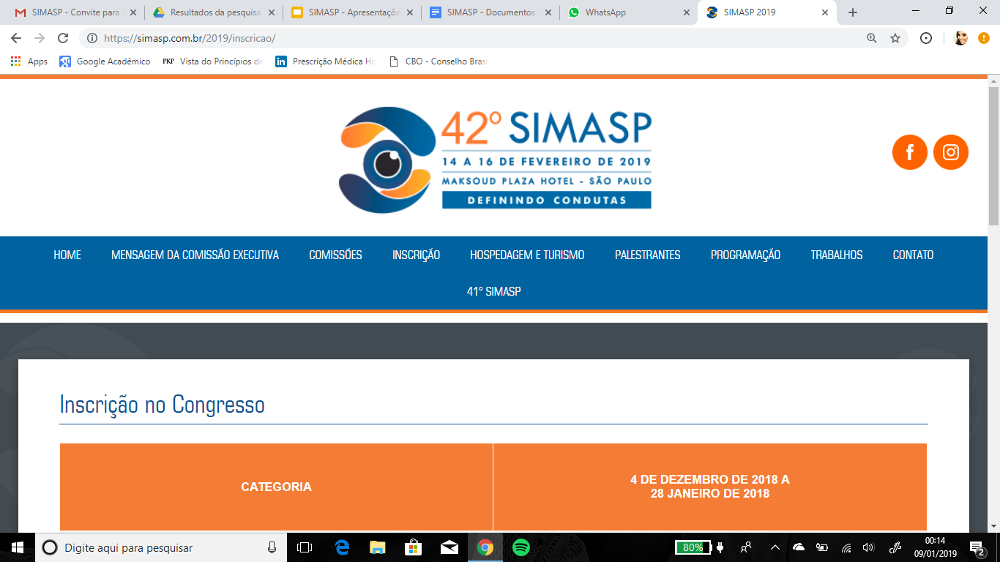 SIMASP - Convite para
Resultados da pesquisa
SIMASP - Apresentaçõe
SIMASP - Documentos
WhatsApp
SIMASP 2019
https://simasp.com.br/2019/inscricao/
Apps
Google Acadêmico
PKP
Vista do Princípios de
in
Prescrição Médica Ho
CBO - Conselho Brasi
42º SIMASP
14 A 16 DE FEVEREIRO DE 2019
MAKSOUD PLAZA HOTEL - SÃO PAULO
DEFININDO CONDUTAS
HOME MENSAGEM DA COMISSÃO EXECUTIVA COMISSÕES INSCRIÇÃO HOSPEDAGEM E TURISMO PALESTRANTES PROGRAMAÇÃO TRABALHOS CONTATO
41º SIMASP
Inscrição no Congresso
CATEGORIA
4 DE DEZEMBRO DE 2018 A
28 JANEIRO DE 2018
Digite aqui para pesquisar
80%
00:14
09/01/2019
2